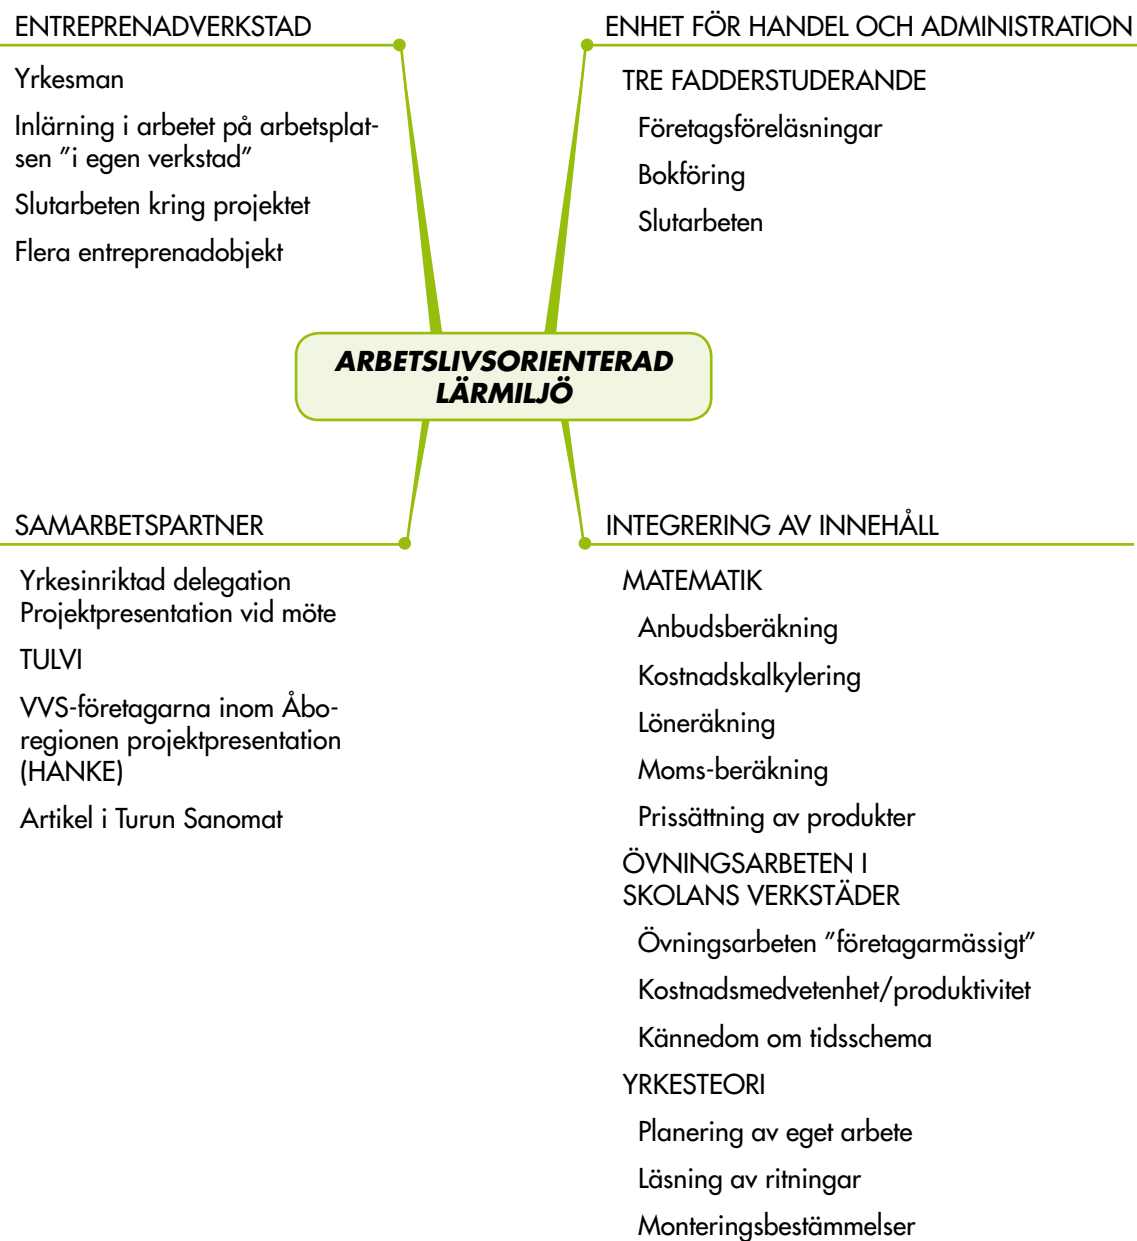 ENTREPRENADVERKSTAD
Yrkesman
Inlärning i arbetet på arbetsplat-
sen ”i egen verkstad”
Slutarbeten kring projektet
Flera entreprenadobjekt
ENHET FÖR HANDEL OCH ADMINISTRATION
TRE FADDERSTUDERANDE
Företagsföreläsningar
Bokföring
Slutarbeten
ARBETSLIVSORIENTERAD
LÄRMILJÖ
SAMARBETSPARTNER
Yrkesinriktad delegation
Projektpresentation vid möte
TULVI
VVS-företagarna inom Åbo-
regionen projektpresentation
(HANKE)
Artikel i Turun Sanomat
INTEGRERING AV INNEHÅLL
MATEMATIK
Anbudsberäkning
Kostnadskalkylering
Löneräkning
Moms-beräkning
Prissättning av produkter
ÖVNINGSARBETEN I
SKOLANS VERKSTÄDER
Övningsarbeten ”företagarmässigt”
Kostnadsmedvetenhet/produktivitet
Kännedom om tidsschema
YRKESTEORI
Planering av eget arbete
Läsning av ritningar
Monteringsbestämmelser